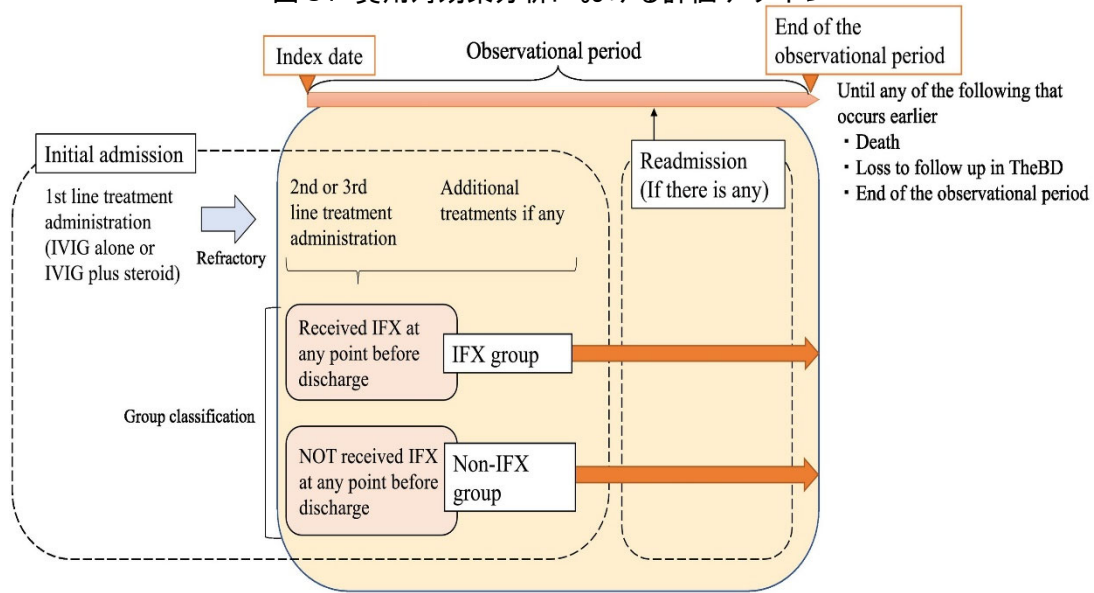 End of the
observational period
Index date
Observational period
Until any of the following that
occurs earlier
・Death
・Loss to follow up in TheBD
・End of the observational period
Initial admission
1st line treatment
administration
(IVIG alone or
IVIG plus steroid)
Refractory
2nd or 3rd
line treatment
administration
Additional
treatments if any
Readmission
(If there is any)
Group classification
Received IFX at
any point before
discharge
IFX group
NOT received IFX
at any point before
discharge
Non-IFX
group